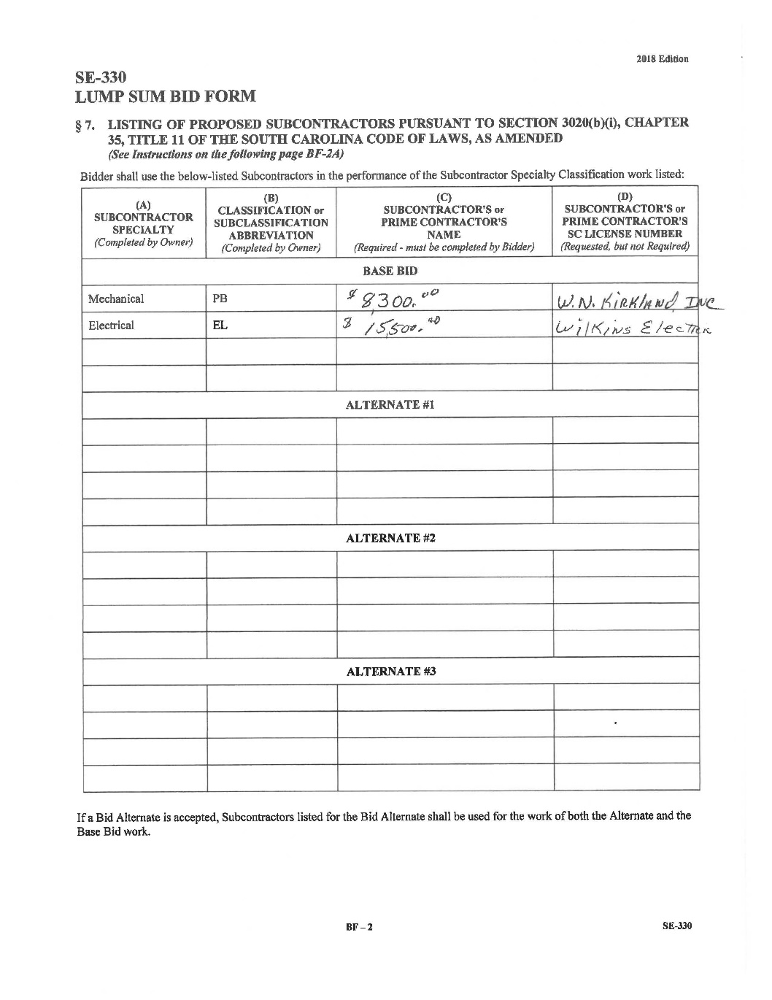 2018 Edition
SE-330
LUMP SUM BID FORM
§ 7. LISTING OF PROPOSED SUBCONTRACTORS PURSUANT TO SECTION 3020(b)(i), CHAPTER
35, TITLE 11 OF THE SOUTH CAROLINA CODE OF LAWS, AS AMENDED
(See Instructions on the following page BF-2A)
Bidder shall use the below-listed Subcontractors in the performance of the Subcontractor Specialty Classification work listed:
(A)
SUBCONTRACTOR
SPECIALTY
(Completed by Owner)
(B)
CLASSIFICATION or
SUBCLASSIFICATION
ABBREVIATION
(Completed by Owner)
(C)
SUBCONTRACTOR'S or
PRIME CONTRACTOR'S
NAME
(Required - must be completed by Bidder)
(D)
SUBCONTRACTOR'S or
PRIME CONTRACTOR'S
SC LICENSE NUMBER
(Requested, but not Required)
BASE BID
Mechanical PB $ 8,300.00 W. N. KIRKLAND, INC
Electrical EL $ 15,500.00 Wilkins Electric
ALTERNATE #1
ALTERNATE #2
ALTERNATE #3
If a Bid Alternate is accepted, Subcontractors listed for the Bid Alternate shall be used for the work of both the Alternate and the
Base Bid work.
BF – 2 SE-330